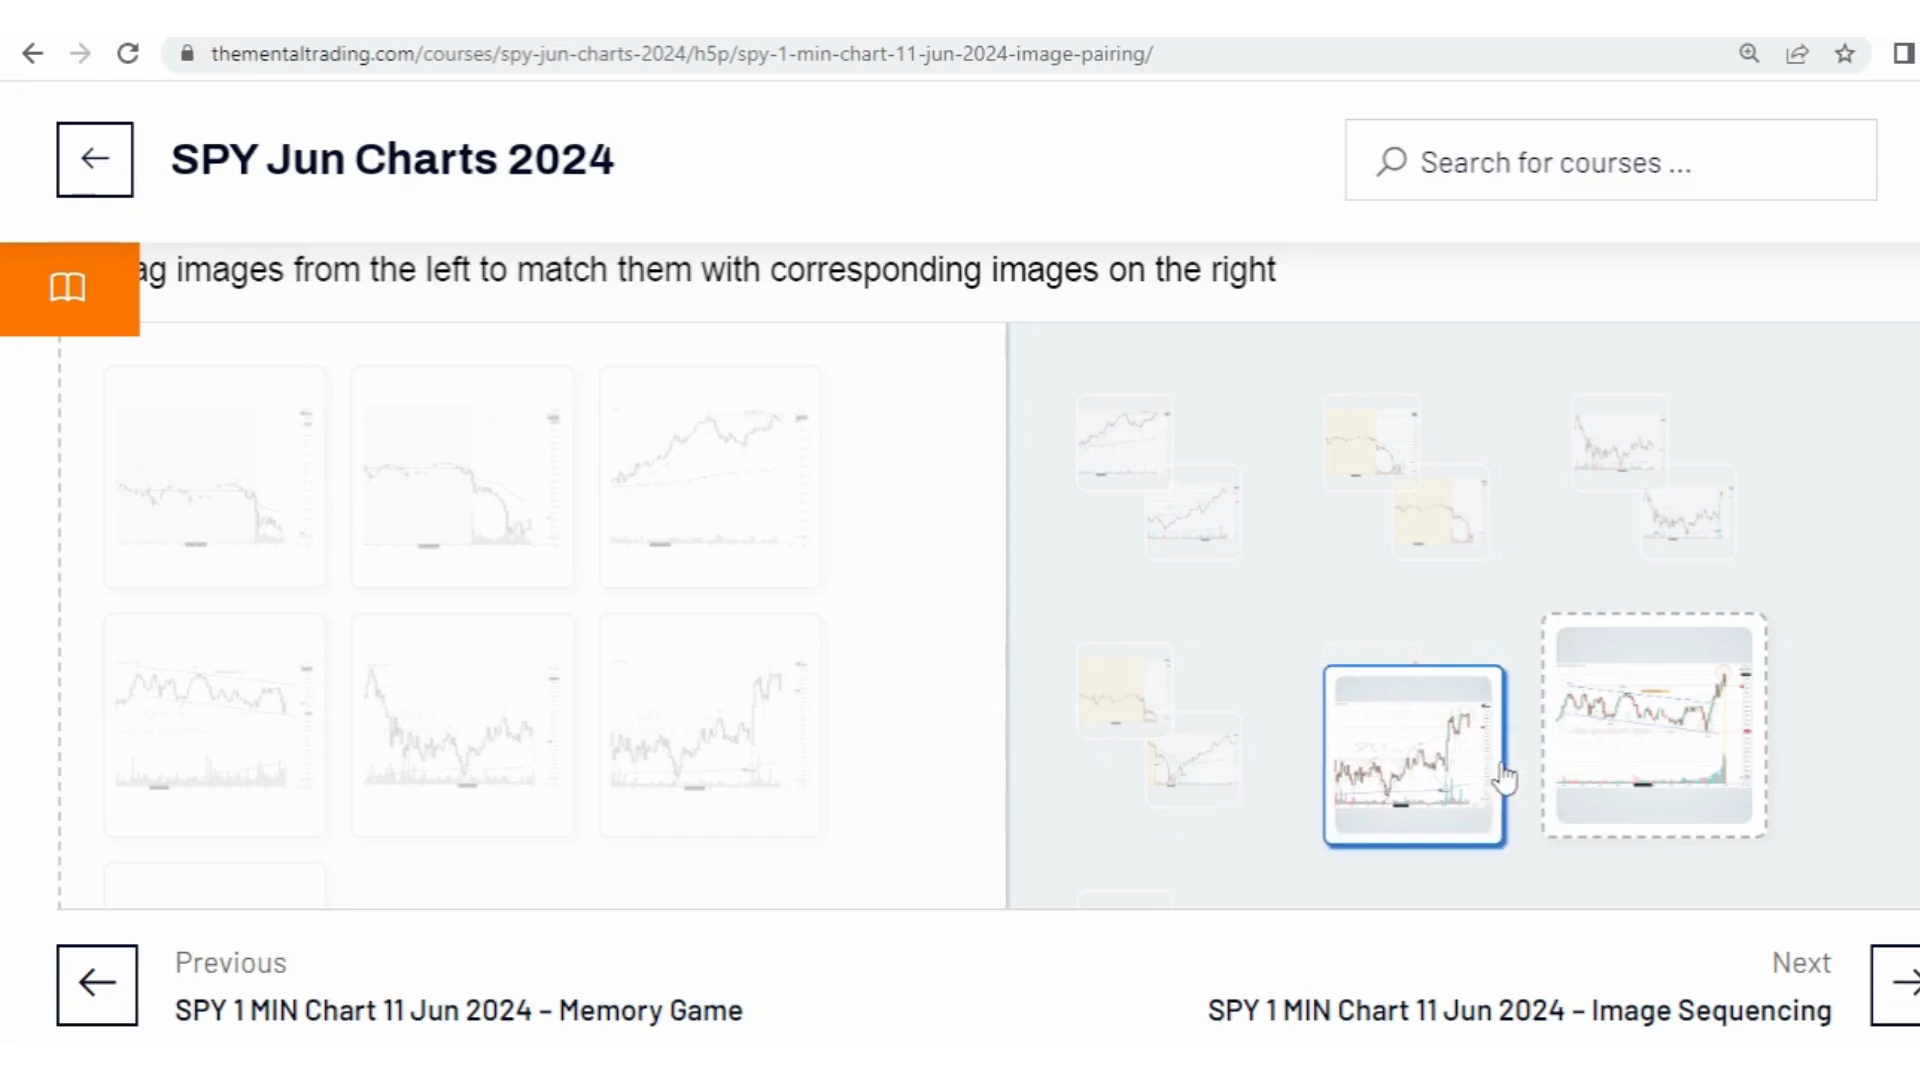 thementaltrading.com/courses/spy-jun-charts-2024/h5p/spy-1-min-chart-11-jun-2024-image-pairing/
SPY Jun Charts 2024
Search for courses ...
ag images from the left to match them with corresponding images on the right
Previous
SPY 1 MIN Chart 11 Jun 2024 – Memory Game
Next
SPY 1 MIN Chart 11 Jun 2024 – Image Sequencing